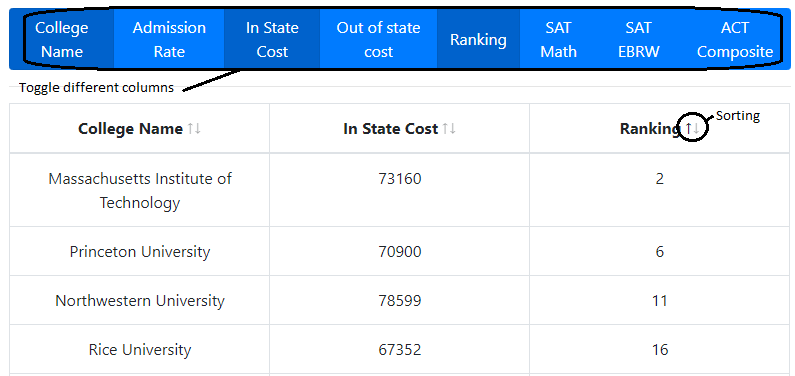 College Name Admission Rate In State Cost Out of state cost Ranking SAT Math SAT EBRW ACT Composite
Toggle different columns
Sorting
College Name In State Cost Ranking
Massachusetts Institute of Technology 73160 2
Princeton University 70900 6
Northwestern University 78599 11
Rice University 67352 16